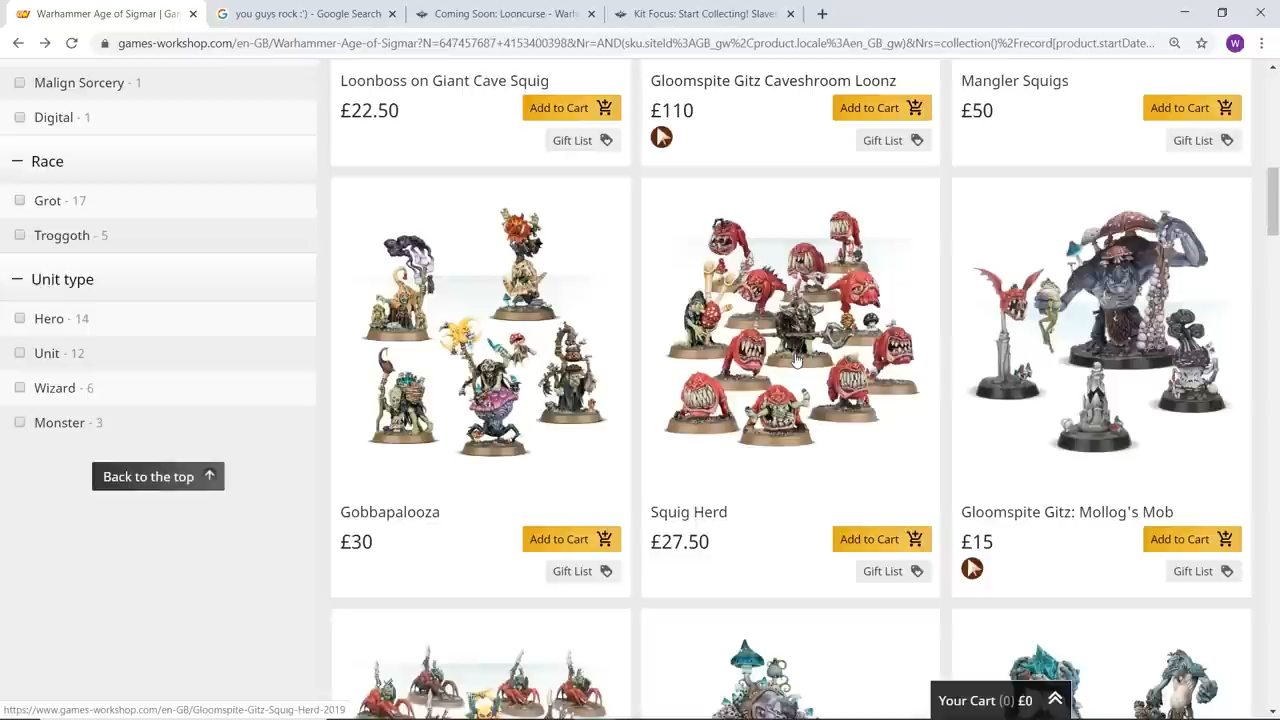 Warhammer Age of Sigmar | Gar
you guys rock :') - Google Search
Coming Soon: Looncurse - Warh
Kit Focus: Start Collecting! Slaves
games-workshop.com/en-GB/Warhammer-Age-of-Sigmar?N=647457687+4153400398&Nr=AND(sku.siteId%3AGB_gw%2Cproduct.locale%3Aen_GB_gw)&Nrs=collection()%2Frecord[product.startDate...
W
Malign Sorcery - 1
Digital - 1
Race
Grot - 17
Troggoth - 5
Unit type
Hero - 14
Unit - 12
Wizard - 6
Monster - 3
Back to the top
Loonboss on Giant Cave Squig
£22.50
Add to Cart
Gift List
Gloomspite Gitz Caveshroom Loonz
£110
Add to Cart
Gift List
Mangler Squigs
£50
Add to Cart
Gift List
Gobbapalooza
£30
Add to Cart
Gift List
Squig Herd
£27.50
Add to Cart
Gift List
Gloomspite Gitz: Mollog's Mob
£15
Add to Cart
Gift List
Your Cart (0) £0
https://www.games-workshop.com/en-GB/Gloomspite-Gitz-Squig-Herd-2019